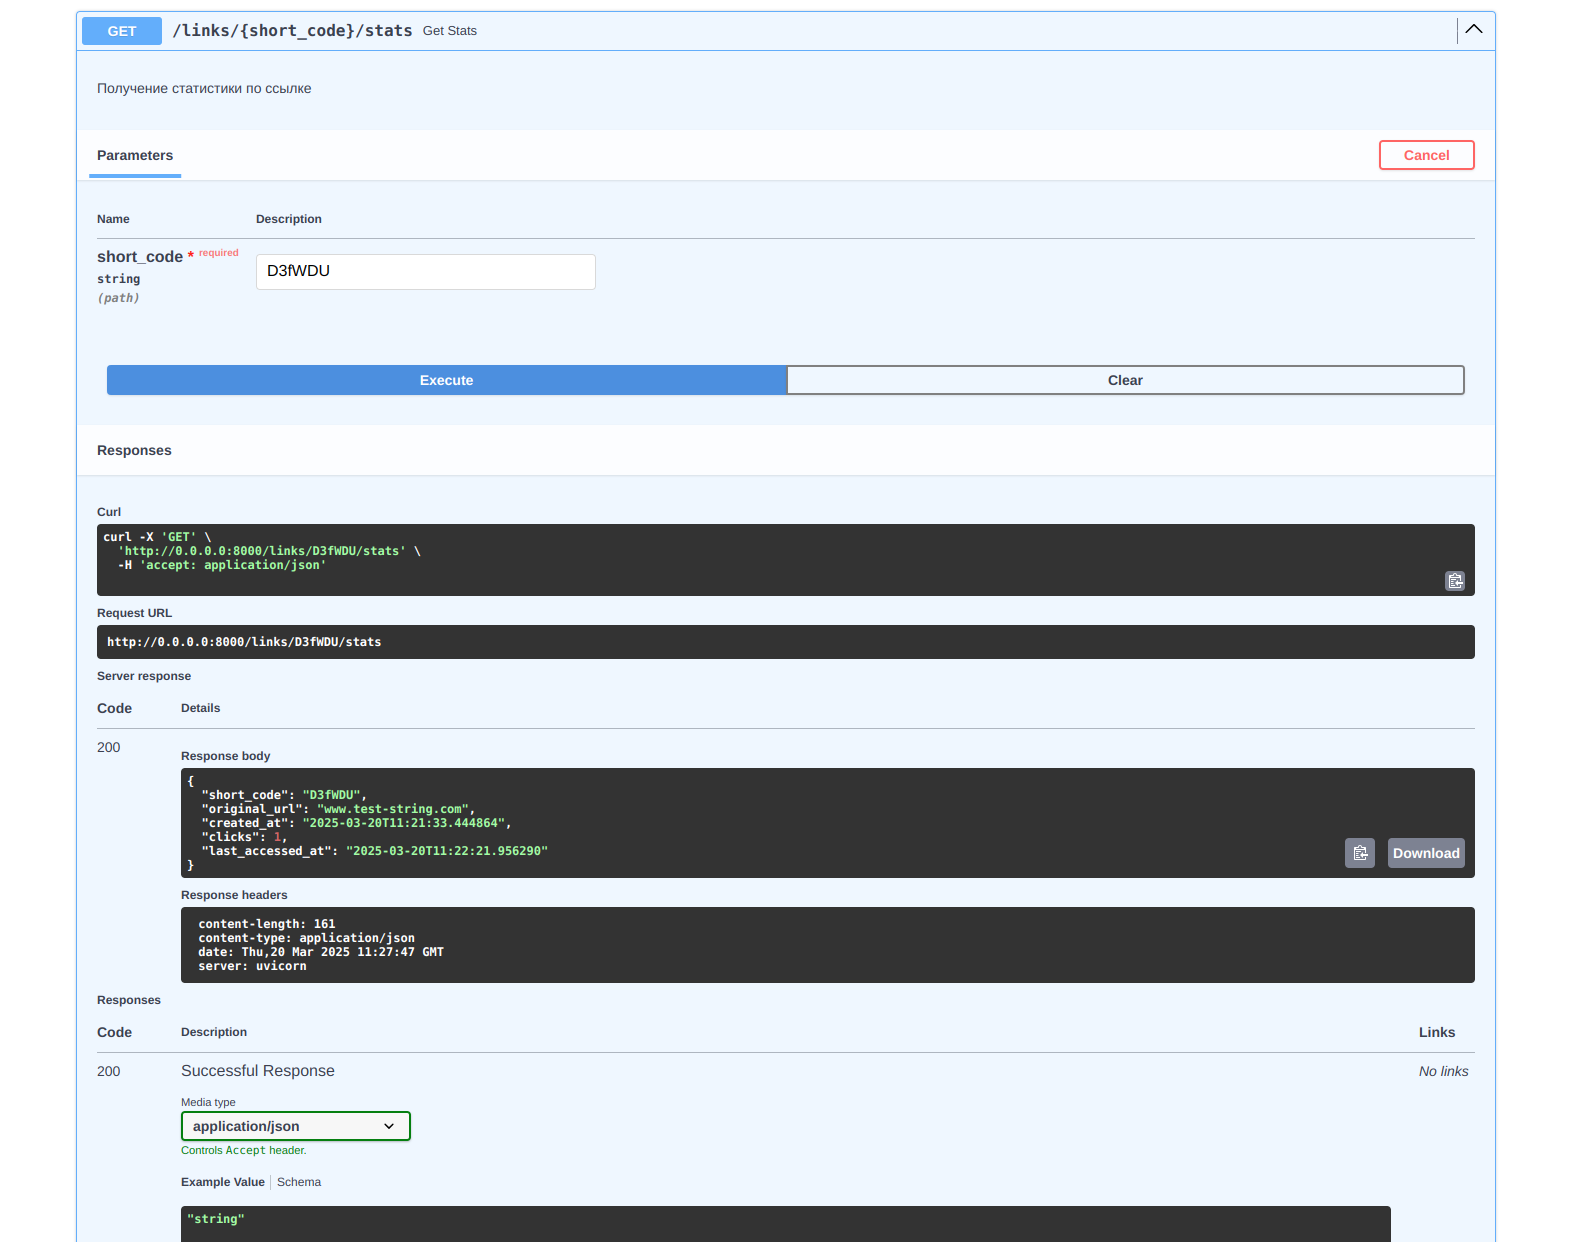 GET /links/{short_code}/stats Get Stats
Получение статистики по ссылке
Parameters
Cancel
Name Description
short_code * required
string
(path)
D3fWDU
Execute
Clear
Responses
Curl
curl -X 'GET' \
  'http://0.0.0.0:8000/links/D3fWDU/stats' \
  -H 'accept: application/json'
Request URL
http://0.0.0.0:8000/links/D3fWDU/stats
Server response
Code Details
200
Response body
{
  "short_code": "D3fWDU",
  "original_url": "www.test-string.com",
  "created_at": "2025-03-20T11:21:33.444864",
  "clicks": 1,
  "last_accessed_at": "2025-03-20T11:22:21.956290"
}
Download
Response headers
content-length: 161
content-type: application/json
date: Thu,20 Mar 2025 11:27:47 GMT
server: uvicorn
Responses
Code Description Links
200 Successful Response No links
Media type
application/json
Controls Accept header.
Example Value Schema
"string"